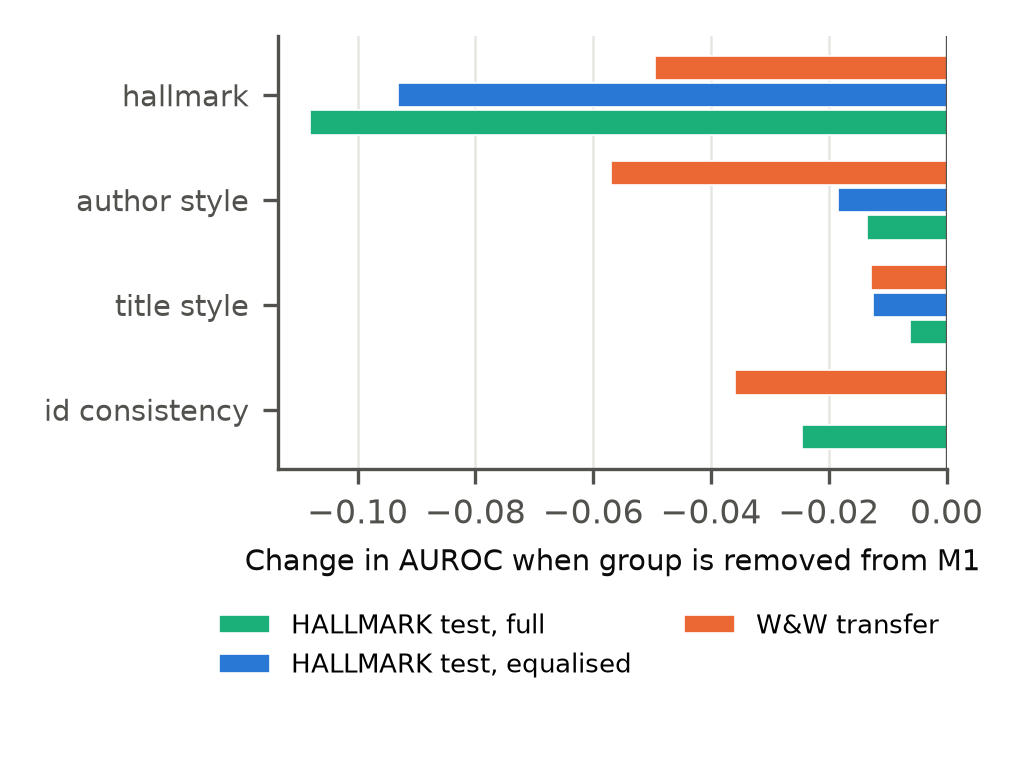 hallmark
author style
title style
id consistency
−0.10 −0.08 −0.06 −0.04 −0.02 0.00
Change in AUROC when group is removed from M1
HALLMARK test, full W&W transfer
HALLMARK test, equalised